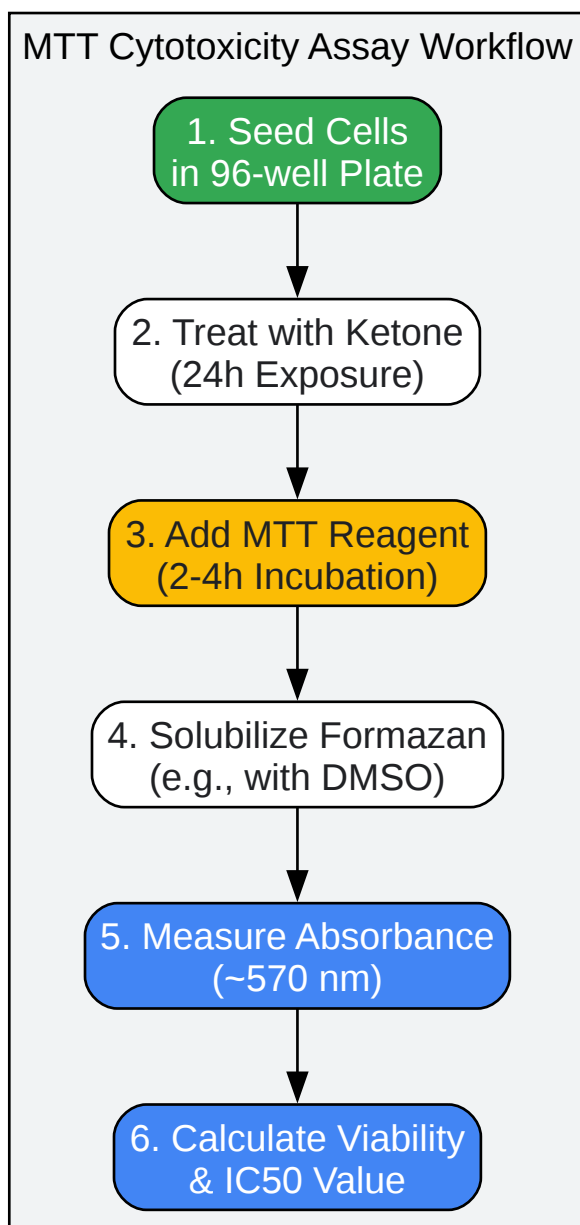 MTT Cytotoxicity Assay Workflow
1. Seed Cells
in 96-well Plate
2. Treat with Ketone
(24h Exposure)
3. Add MTT Reagent
(2-4h Incubation)
4. Solubilize Formazan
(e.g., with DMSO)
5. Measure Absorbance
(~570 nm)
6. Calculate Viability
& IC50 Value